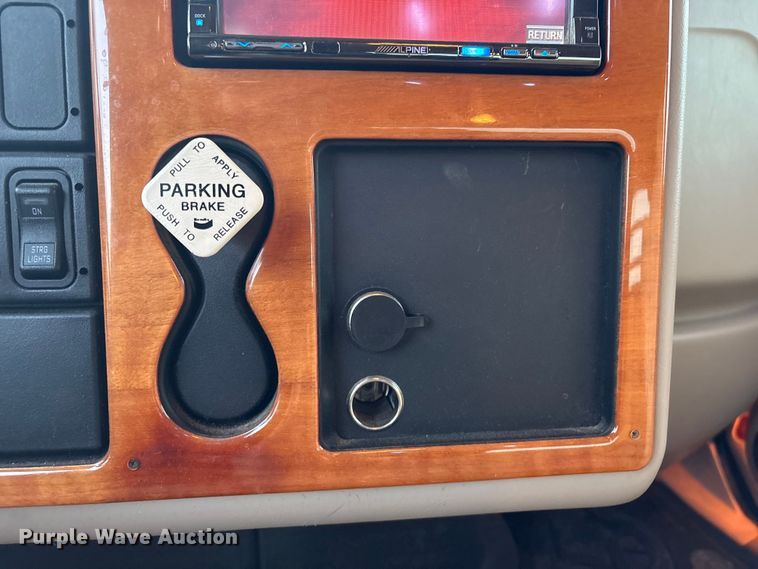 DOCK
ALPINE
RETURN
POWER
PULL TO APPLY
PARKING
BRAKE
PUSH TO RELEASE
ON
STRG
LIGHTS
Purple Wave Auction